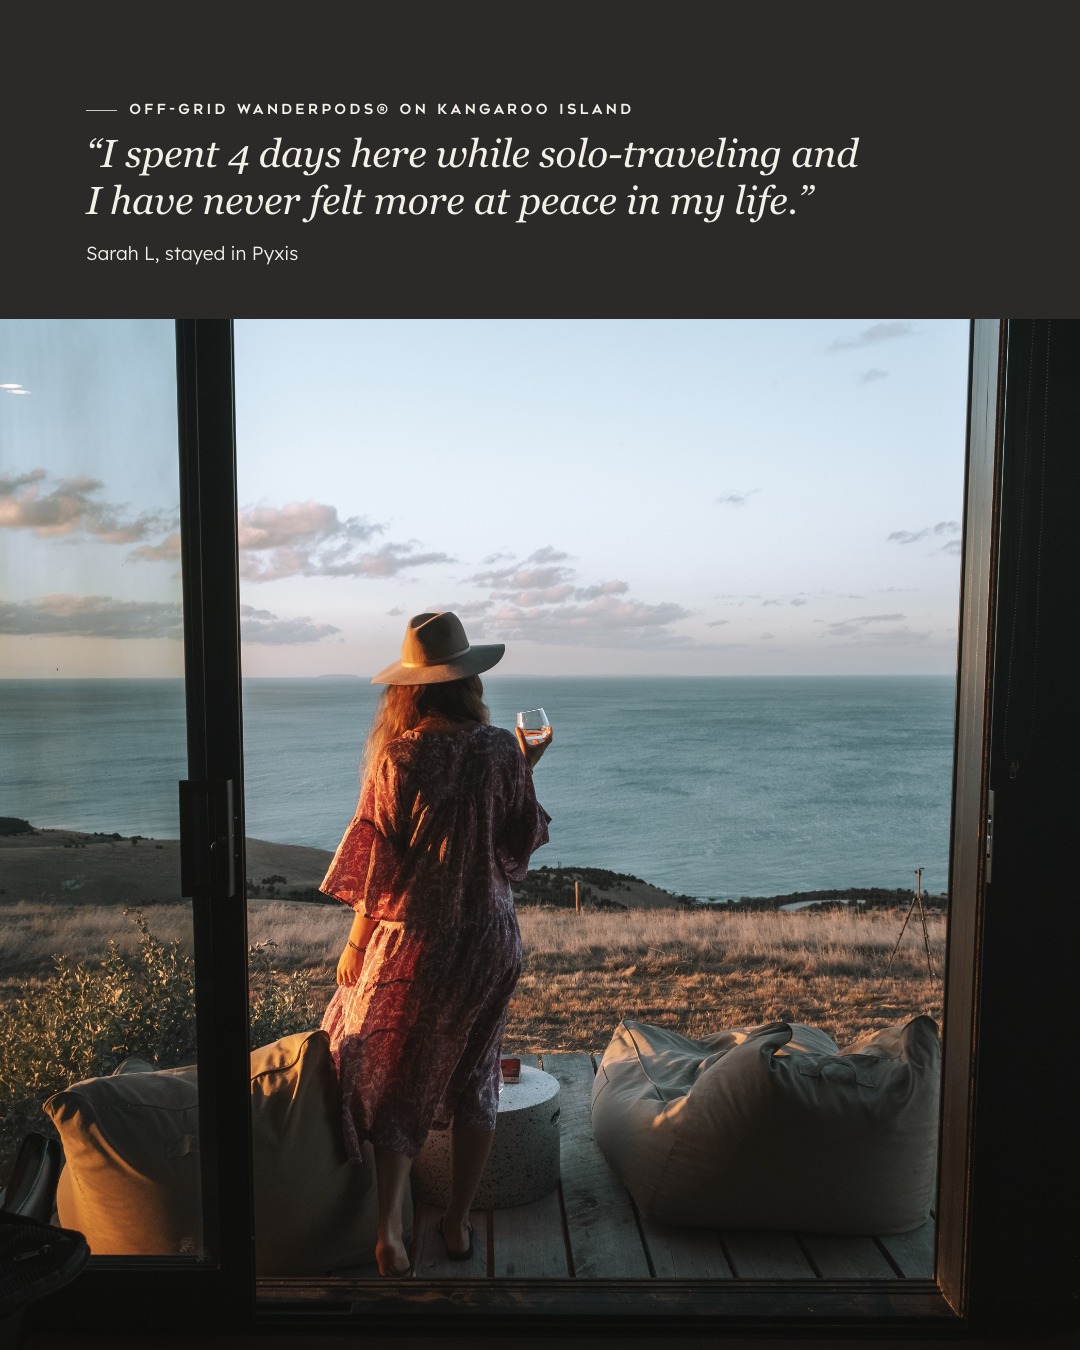 OFF-GRID WANDERPODS® ON KANGAROO ISLAND
“I spent 4 days here while solo-traveling and
I have never felt more at peace in my life.”
Sarah L, stayed in Pyxis